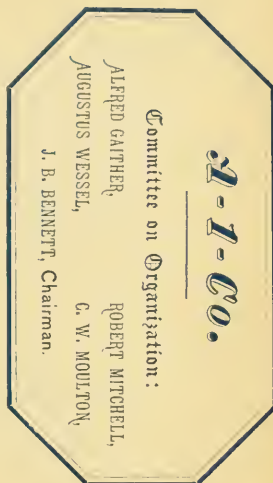 A-1-Co.
Committee on Organization:
ALFRED GAITHER, ROBERT MITCHELL,
AUGUSTUS WESSEL, C. W. MOULTON,
J. B. BENNETT, Chairman.